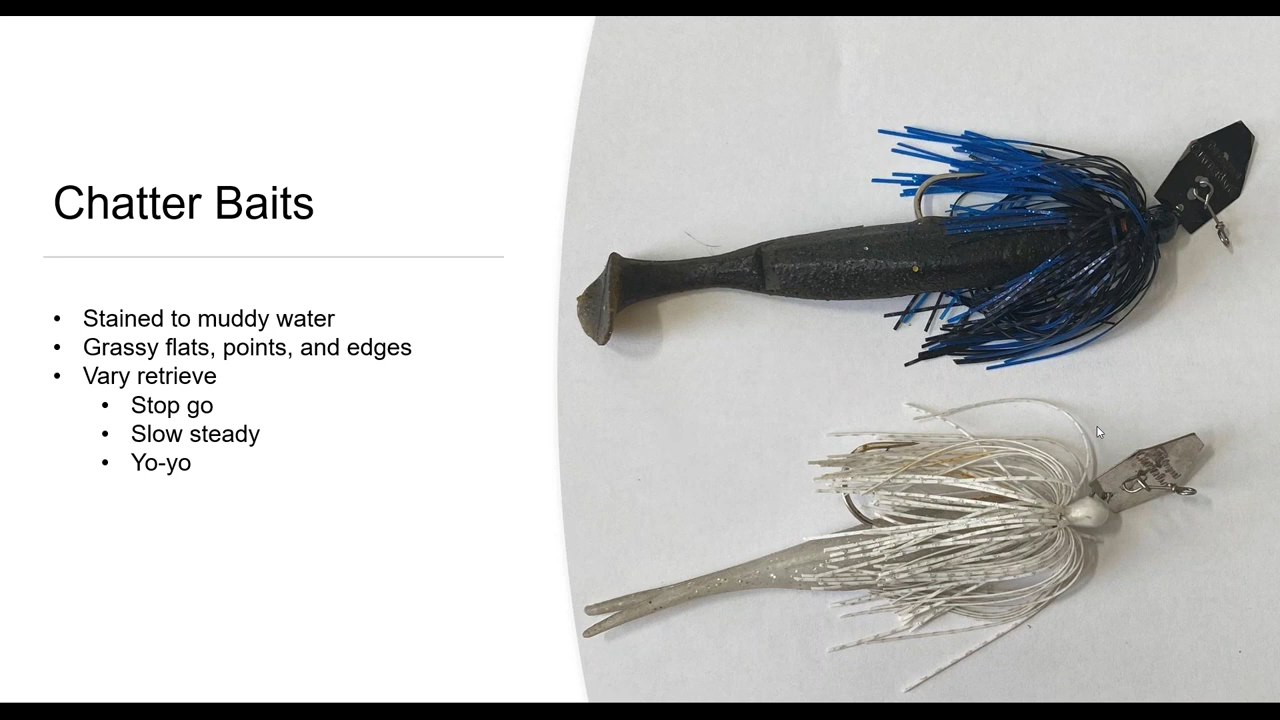 Chatter Baits
• Stained to muddy water
• Grassy flats, points, and edges
• Vary retrieve
• Stop go
• Slow steady
• Yo-yo